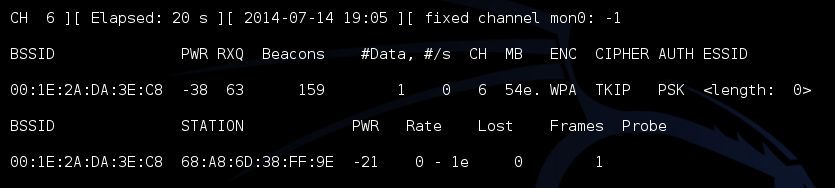 CH  6 ][ Elapsed: 20 s ][ 2014-07-14 19:05 ][ fixed channel mon0: -1
BSSID              PWR RXQ  Beacons    #Data, #/s  CH  MB   ENC  CIPHER AUTH ESSID
00:1E:2A:DA:3E:C8  -38  63      159        1    0   6  54e. WPA  TKIP   PSK  <length:  0>
BSSID              STATION            PWR   Rate    Lost    Frames  Probe
00:1E:2A:DA:3E:C8  68:A8:6D:38:FF:9E  -21    0 - 1e     0        1